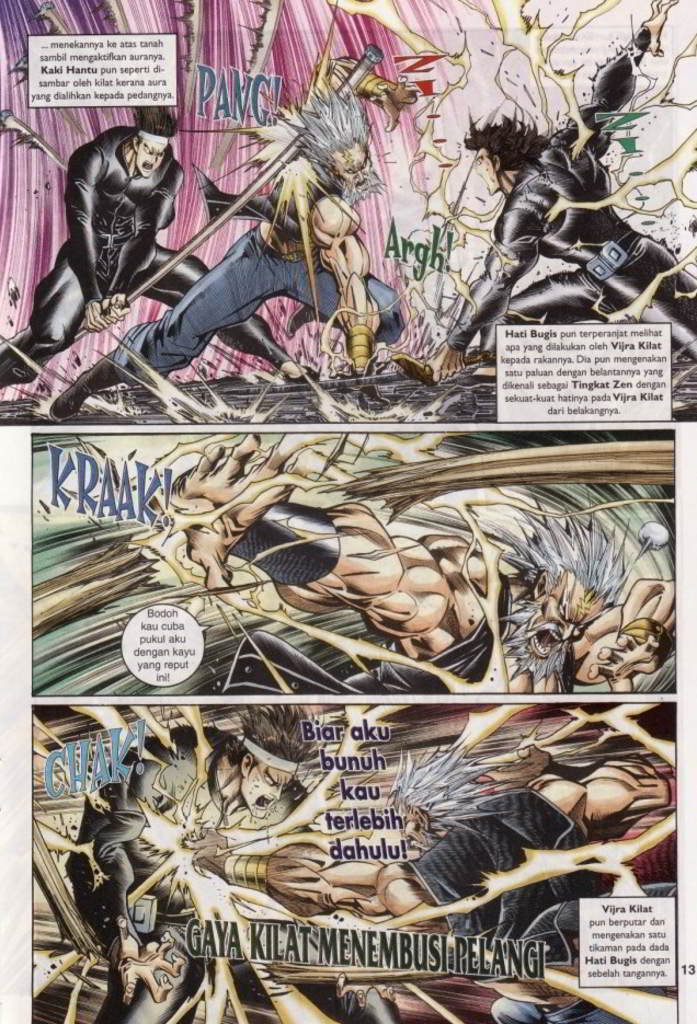 ... menekannya ke atas tanah
sambil mengaktifkan auranya.
Kaki Hantu pun seperti di-
sambar oleh kilat kerana aura
yang dialihkan kepada pedangnya.
PANG!
ZZZ
ZZZ
Argh!
Hati Bugis pun terperanjat melihat
apa yang dilakukan oleh Vijra Kilat
kepada rakannya. Dia pun mengenakan
satu paluan dengan belantannya yang
dikenali sebagai Tingkat Zen dengan
sekuat-kuat hatinya pada Vijra Kilat
dari belakangnya.
KRAAK!
Bodoh
kau cuba
pukul aku
dengan kayu
yang reput
ini!
CHAK!
Biar aku
bunuh
kau
terlebih
dahulu!
GAYA KILAT MENEMBUSI PELANGI
Vijra Kilat
pun berputar dan
mengenakan satu
tikaman pada dada
Hati Bugis dengan
sebelah tangannya.
13